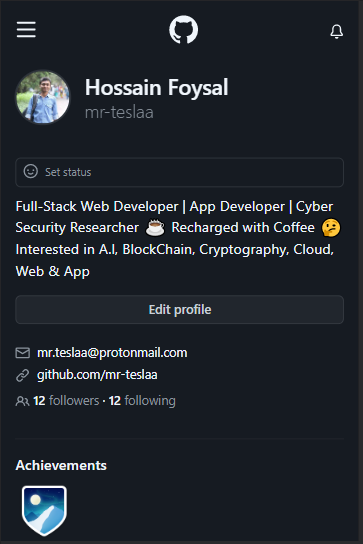 Hossain Foysal
mr-teslaa
Set status
Full-Stack Web Developer | App Developer | Cyber
Security Researcher ☕ Recharged with Coffee 🤔
Interested in A.I, BlockChain, Cryptography, Cloud,
Web & App
Edit profile
mr.teslaa@protonmail.com
github.com/mr-teslaa
12 followers · 12 following
Achievements